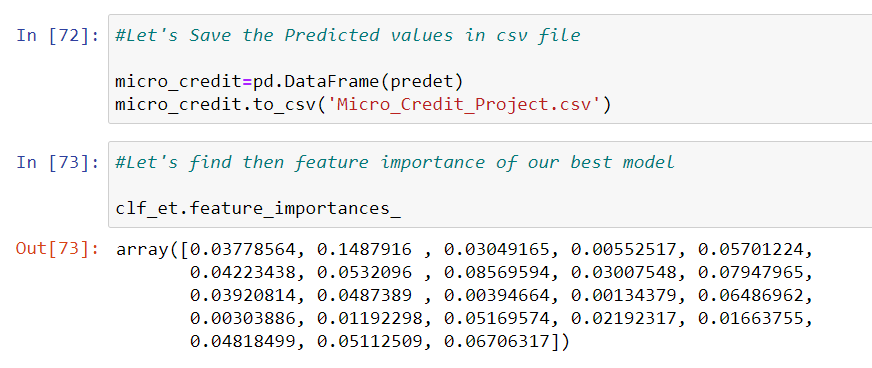 In [72]: #Let's Save the Predicted values in csv file
micro_credit=pd.DataFrame(predet)
micro_credit.to_csv('Micro_Credit_Project.csv')
In [73]: #Let's find then feature importance of our best model
clf_et.feature_importances_
Out[73]: array([0.03778564, 0.1487916 , 0.03049165, 0.00552517, 0.05701224,
0.04223438, 0.0532096 , 0.08569594, 0.03007548, 0.07947965,
0.03920814, 0.0487389 , 0.00394664, 0.00134379, 0.06486962,
0.00303886, 0.01192298, 0.05169574, 0.02192317, 0.01663755,
0.04818499, 0.05112509, 0.06706317])